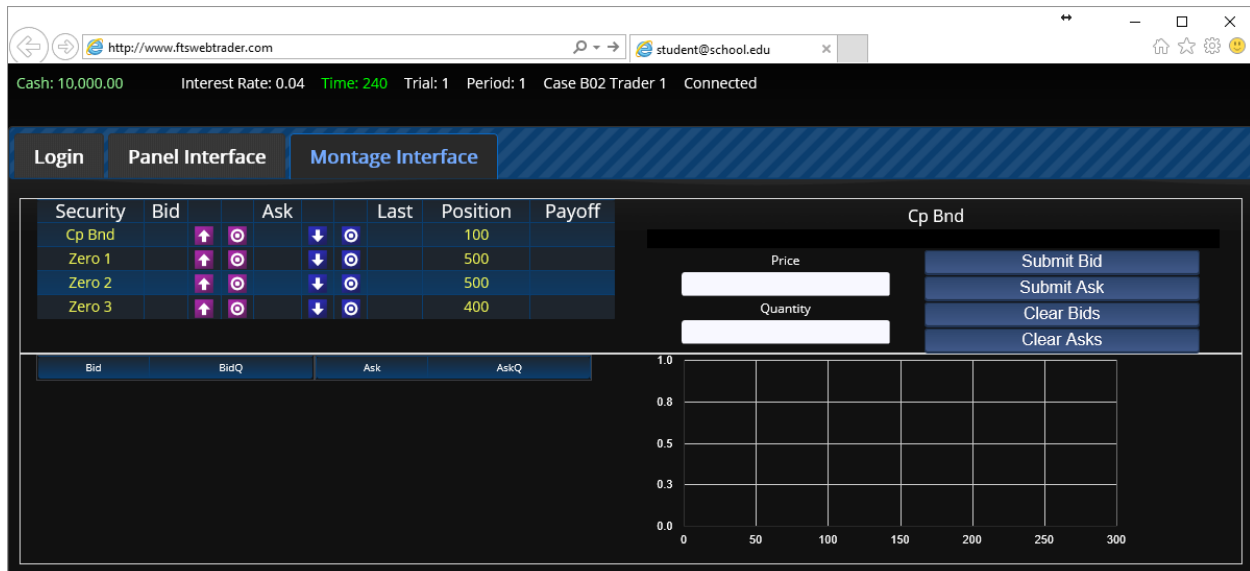 http://www.ftswebtrader.com student@school.edu
Cash: 10,000.00 Interest Rate: 0.04 Time: 240 Trial: 1 Period: 1 Case B02 Trader 1 Connected
Login Panel Interface Montage Interface
Security Bid Ask Last Position Payoff
Cp Bnd 100
Zero 1 500
Zero 2 500
Zero 3 400
Cp Bnd
Price
Quantity
Submit Bid
Submit Ask
Clear Bids
Clear Asks
Bid BidQ Ask AskQ
1.0
0.8
0.5
0.3
0.0
0 50 100 150 200 250 300